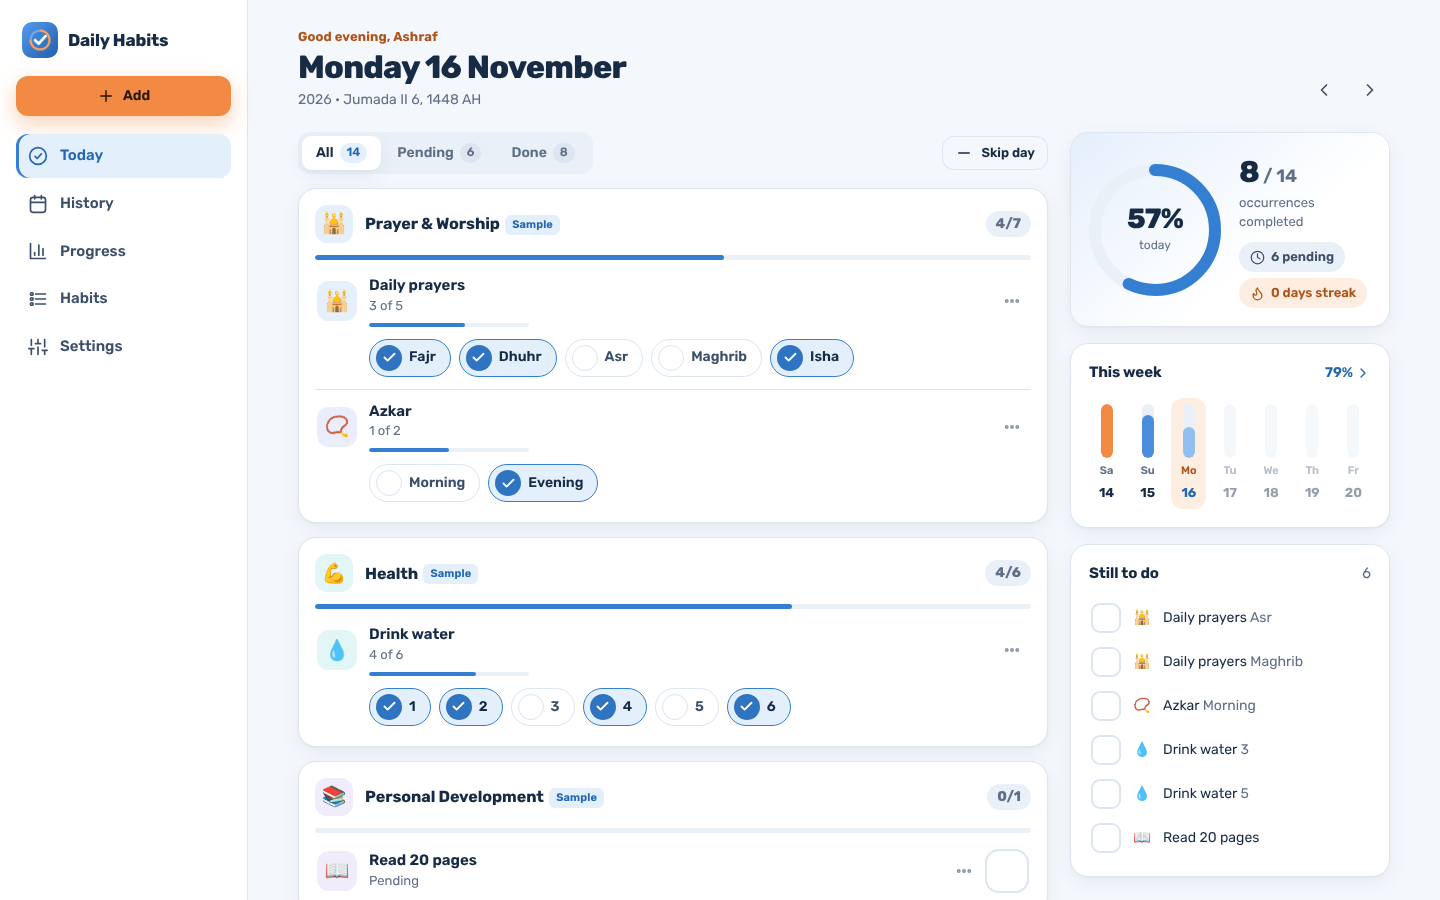 Daily Habits
Add
Today
History
Progress
Habits
Settings
Good evening, Ashraf
Monday 16 November
2026 • Jumada II 6, 1448 AH
All 14
Pending 6
Done 8
Skip day
Prayer & Worship Sample 4/7
Daily prayers
3 of 5
Fajr
Dhuhr
Asr
Maghrib
Isha
Azkar
1 of 2
Morning
Evening
Health Sample 4/6
Drink water
4 of 6
1
2
3
4
5
6
Personal Development Sample 0/1
Read 20 pages
Pending
57%
today
8 / 14
occurrences
completed
6 pending
0 days streak
This week 79%
Sa Su Mo Tu We Th Fr
14 15 16 17 18 19 20
Still to do 6
Daily prayers Asr
Daily prayers Maghrib
Azkar Morning
Drink water 3
Drink water 5
Read 20 pages